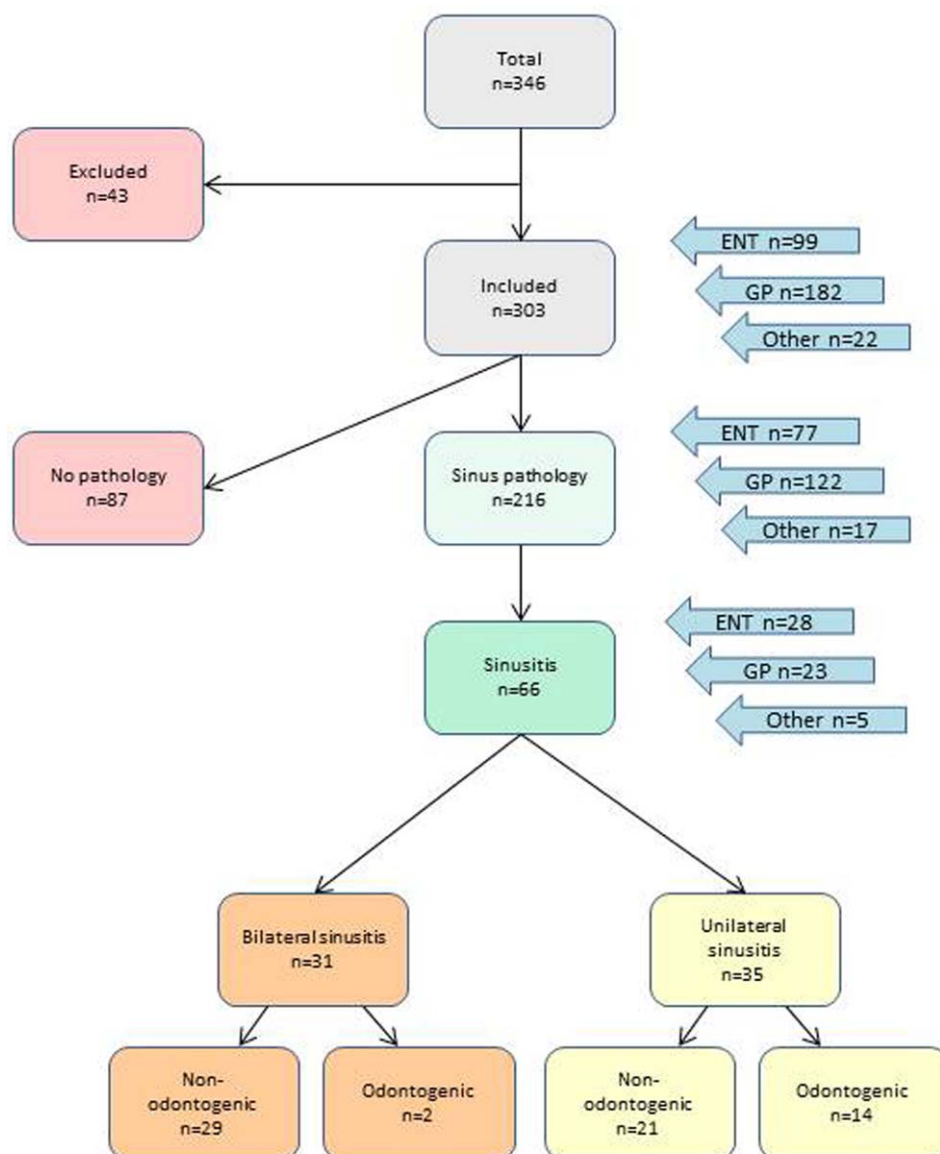 Total
n=346
Excluded
n=43
Included
n=303
ENT n=99
GP n=182
Other n=22
No pathology
n=87
Sinus pathology
n=216
ENT n=77
GP n=122
Other n=17
Sinusitis
n=66
ENT n=28
GP n=23
Other n=5
Bilateral sinusitis
n=31
Unilateral
sinusitis
n=35
Non-
odontogenic
n=29
Odontogenic
n=2
Non-
odontogenic
n=21
Odontogenic
n=14